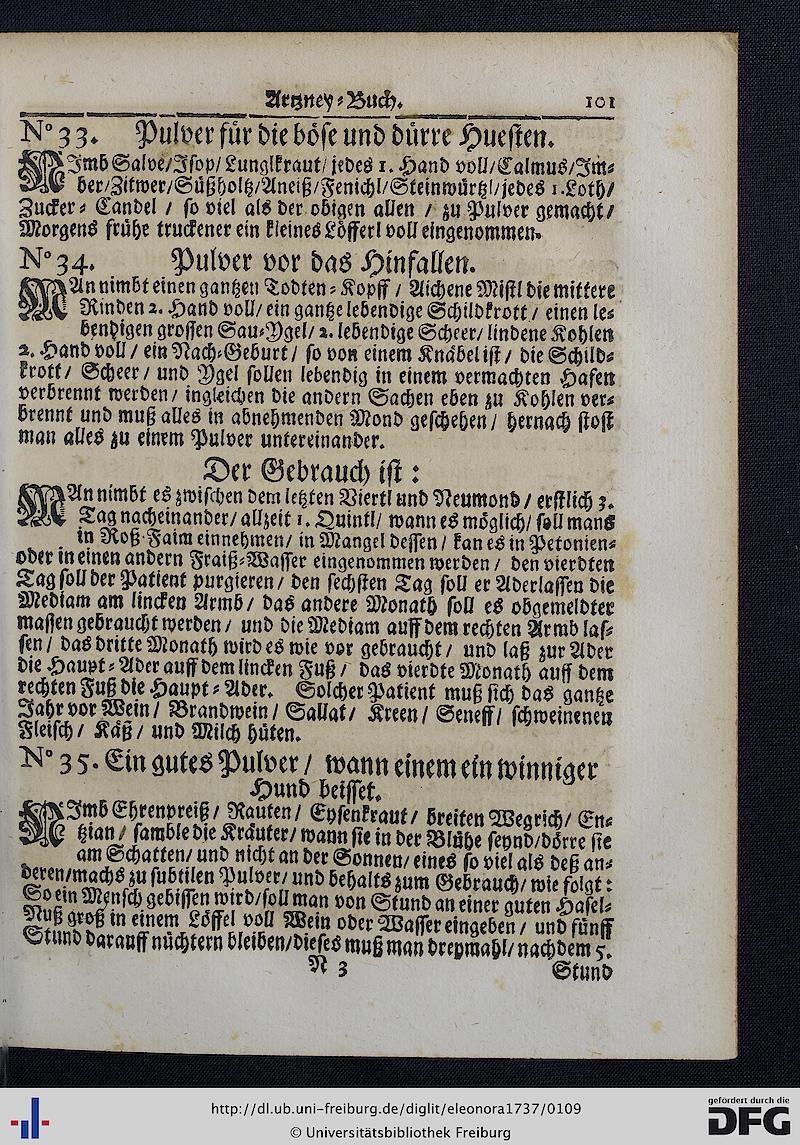 Artzney-Buch. 101
N° 33. Pulver für die böse und dürre Huesten.
NImb Salve/ Isop/ Lunglkraut/ jedes 1. Hand voll/ Calmus/ Im-
ber/ Zitwer/ Süßholtz/ Aneiß/ Fenichl/ Steinwürtzl/ jedes 1. Loth/
Zucker-Candel / so viel als der obigen allen / zu Pulver gemacht/
Morgens frühe truckener ein kleines Löfferl voll eingenommen.
N° 34. Pulver vor das Hinfallen.
MAn nimbt einen gantzen Todten-Kopff / Aichene Mistl die mittere
Rinden 2. Hand voll/ ein gantze lebendige Schildkrott / einen le-
bendigen grossen Sau-Ygel/ 2. lebendige Scheer/ lindene Kohlen
2. Hand voll / ein Nach-Geburt / so von einem Knäbel ist / die Schild-
krott / Scheer / und Ygel sollen lebendig in einem vermachten Hafen
verbrennt werden / ingleichen die andern Sachen eben zu Kohlen ver-
brennt und muß alles in abnehmenden Mond geschehen / hernach stost
man alles zu einem Pulver untereinander.
Der Gebrauch ist :
MAn nimbt es zwischen dem letzten Viertl und Neumond / erstlich 3.
Tag nacheinander/ allzeit 1. Quintl/ wann es möglich/ soll mans
in Roß-Faim einnehmen/ in Mangel dessen / kan es in Petonien-
oder in einen andern Fraiß-Wasser eingenommen werden / den vierdten
Tag soll der Patient purgieren / den sechsten Tag soll er Aderlassen die
Mediam am lincken Armb / das andere Monath soll es obgemeldter
massen gebraucht werden / und die Mediam auff dem rechten Armb las-
sen / das dritte Monath wird es wie vor gebraucht / und laß zur Ader
die Haupt-Ader auff dem lincken Fuß / das vierdte Monath auff dem
rechten Fuß die Haupt-Ader. Solcher Patient muß sich das gantze
Jahr vor Wein / Brandwein / Sallat / Kreen / Seneff / schweinenen
Fleisch / Käß / und Milch hüten.
N° 35. Ein gutes Pulver / wann einem ein winniger
Hund beisset.
NImb Ehrenpreiß / Rauten / Eysenkraut / breiten Wegrich / En-
tzian / samble die Kräuter / wann sie in der Blühe seynd/ dörre sie
am Schatten/ und nicht an der Sonnen/ eines so viel als deß an-
deren/ machs zu subtilen Pulver/ und behalts zum Gebrauch/ wie folgt:
So ein Mensch gebissen wird/ soll man von Stund an einer guten Hasel-
Nuß groß in einem Löffel voll Wein oder Wasser eingeben / und fünff
Stund darauff nüchtern bleiben/ dieses muß man dreymahl/ nach dem 5.
N 3 Stund
http://dl.ub.uni-freiburg.de/diglit/eleonora1737/0109
© Universitätsbibliothek Freiburg
gefördert durch die
DFG